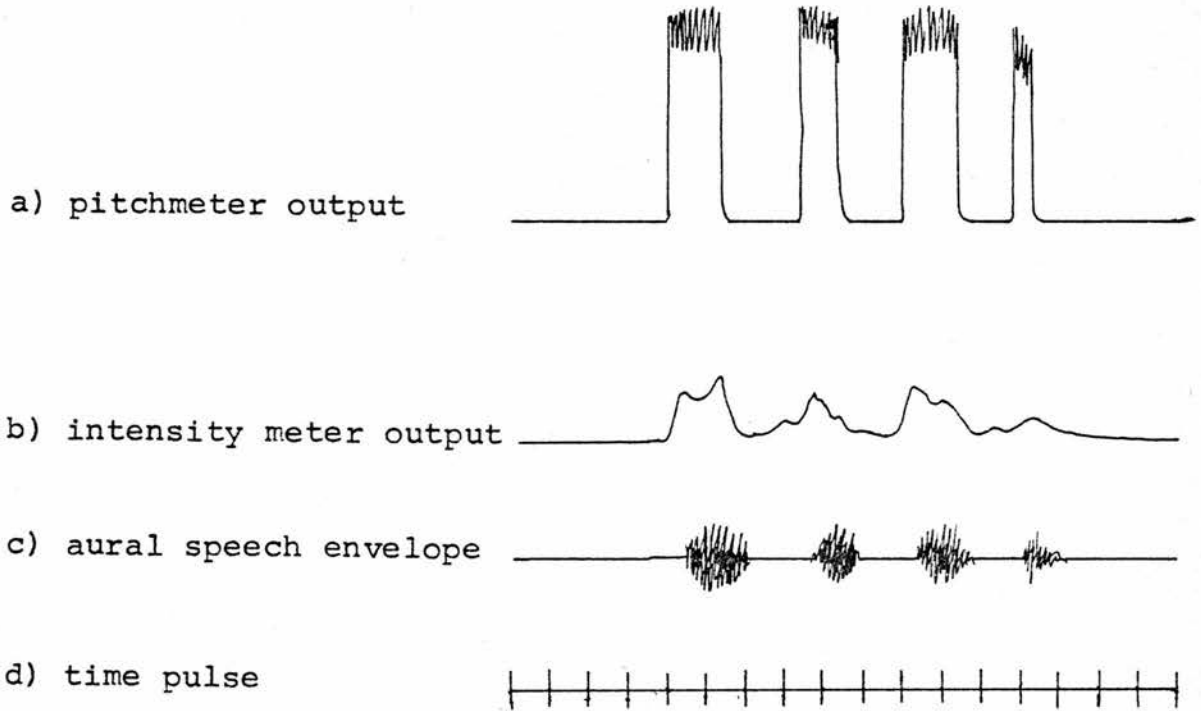 a) pitchmeter output
b) intensity meter output
c) aural speech envelope
d) time pulse